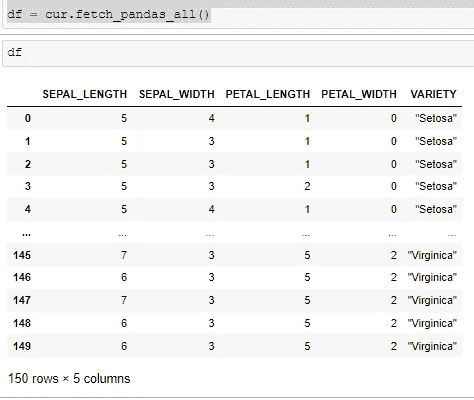 df = cur.fetch_pandas_all()
df
SEPAL_LENGTH SEPAL_WIDTH PETAL_LENGTH PETAL_WIDTH VARIETY
0 5 4 1 0 "Setosa"
1 5 3 1 0 "Setosa"
2 5 3 1 0 "Setosa"
3 5 3 2 0 "Setosa"
4 5 4 1 0 "Setosa"
... ... ... ... ... ...
145 7 3 5 2 "Virginica"
146 6 3 5 2 "Virginica"
147 7 3 5 2 "Virginica"
148 6 3 5 2 "Virginica"
149 6 3 5 2 "Virginica"
150 rows × 5 columns